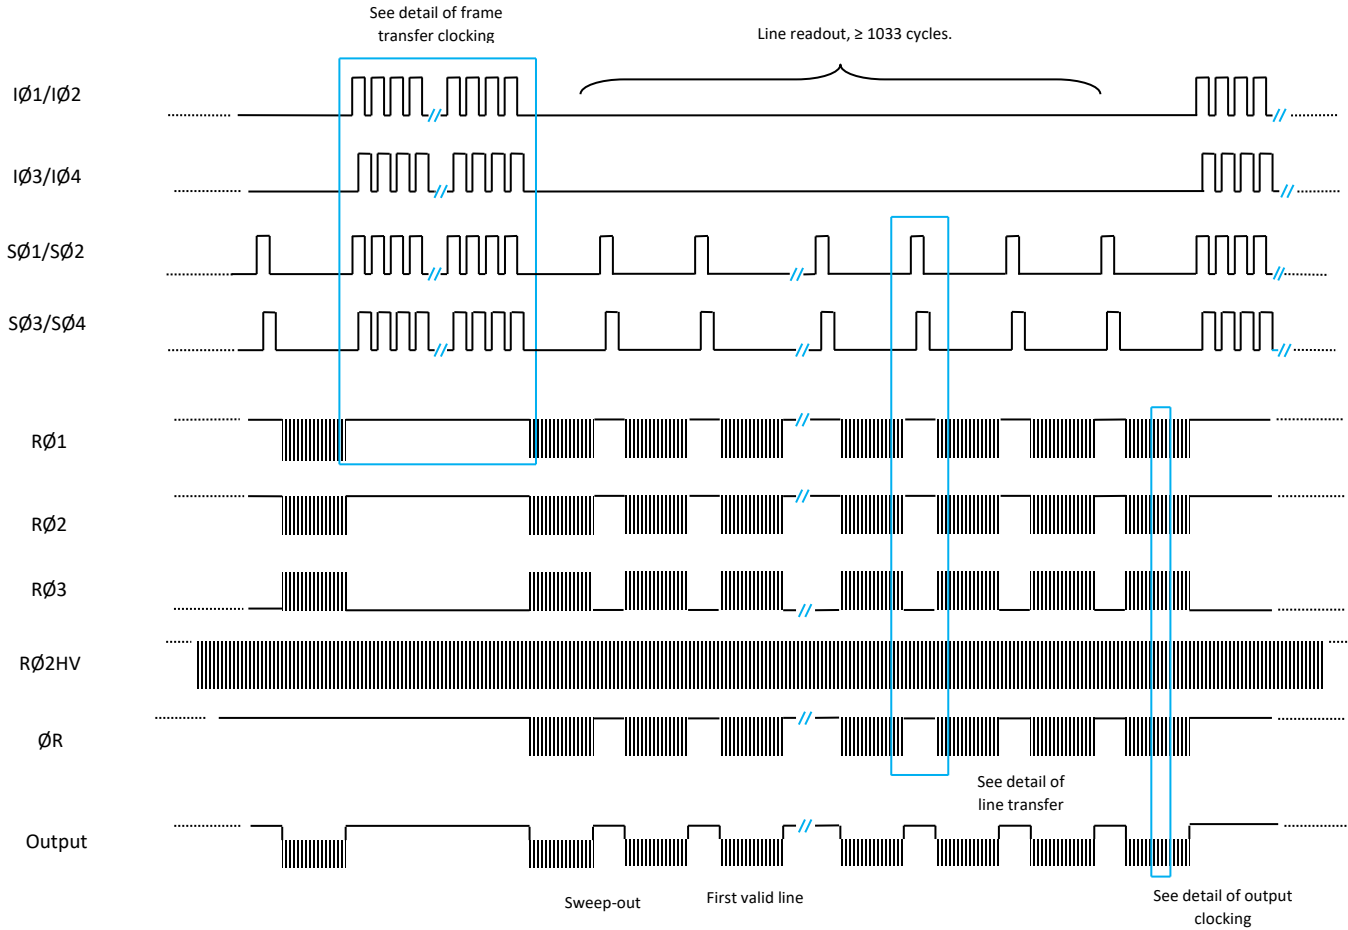 See detail of frame
transfer clocking
Line readout, ≥ 1033 cycles.
IØ1/IØ2
IØ3/IØ4
SØ1/SØ2
SØ3/SØ4
RØ1
RØ2
RØ3
RØ2HV
ØR
See detail of
line transfer
Output
Sweep-out
First valid line
See detail of output
clocking